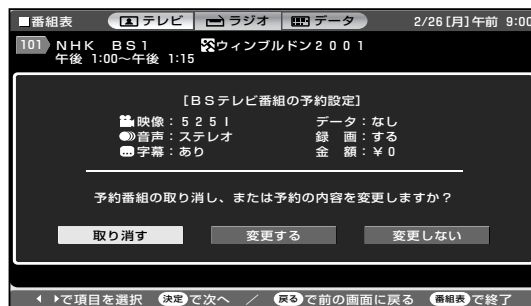 ■番組表 テレビ ラジオ データ 2/26[月]午前 9:00
101 NHK BS1 ウィンブルドン2001
午後 1:00~午後 1:15
[BSテレビ番組の予約設定]
映像:525I データ:なし
音声:ステレオ 録 画:する
字幕:あり 金 額:¥0
予約番組の取り消し、または予約の内容を変更しますか?
取り消す 変更する 変更しない
で項目を選択 決定で次へ / 戻るで前の画面に戻る 番組表で終了